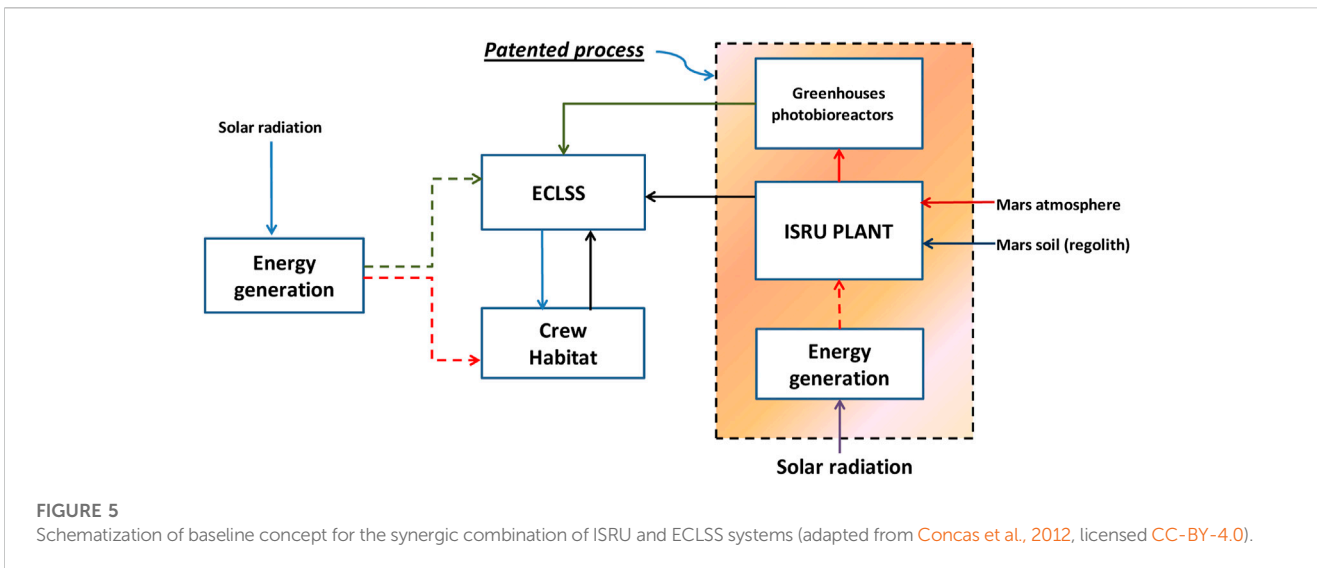 Patented process
Greenhouses
photobioreactors
Solar radiation
ECLSS
ISRU PLANT
Mars atmosphere
Mars soil (regolith)
Energy
generation
Crew
Habitat
Energy
generation
Solar radiation
FIGURE 5
Schematization of baseline concept for the synergic combination of ISRU and ECLSS systems (adapted from Concas et al., 2012, licensed CC-BY-4.0).